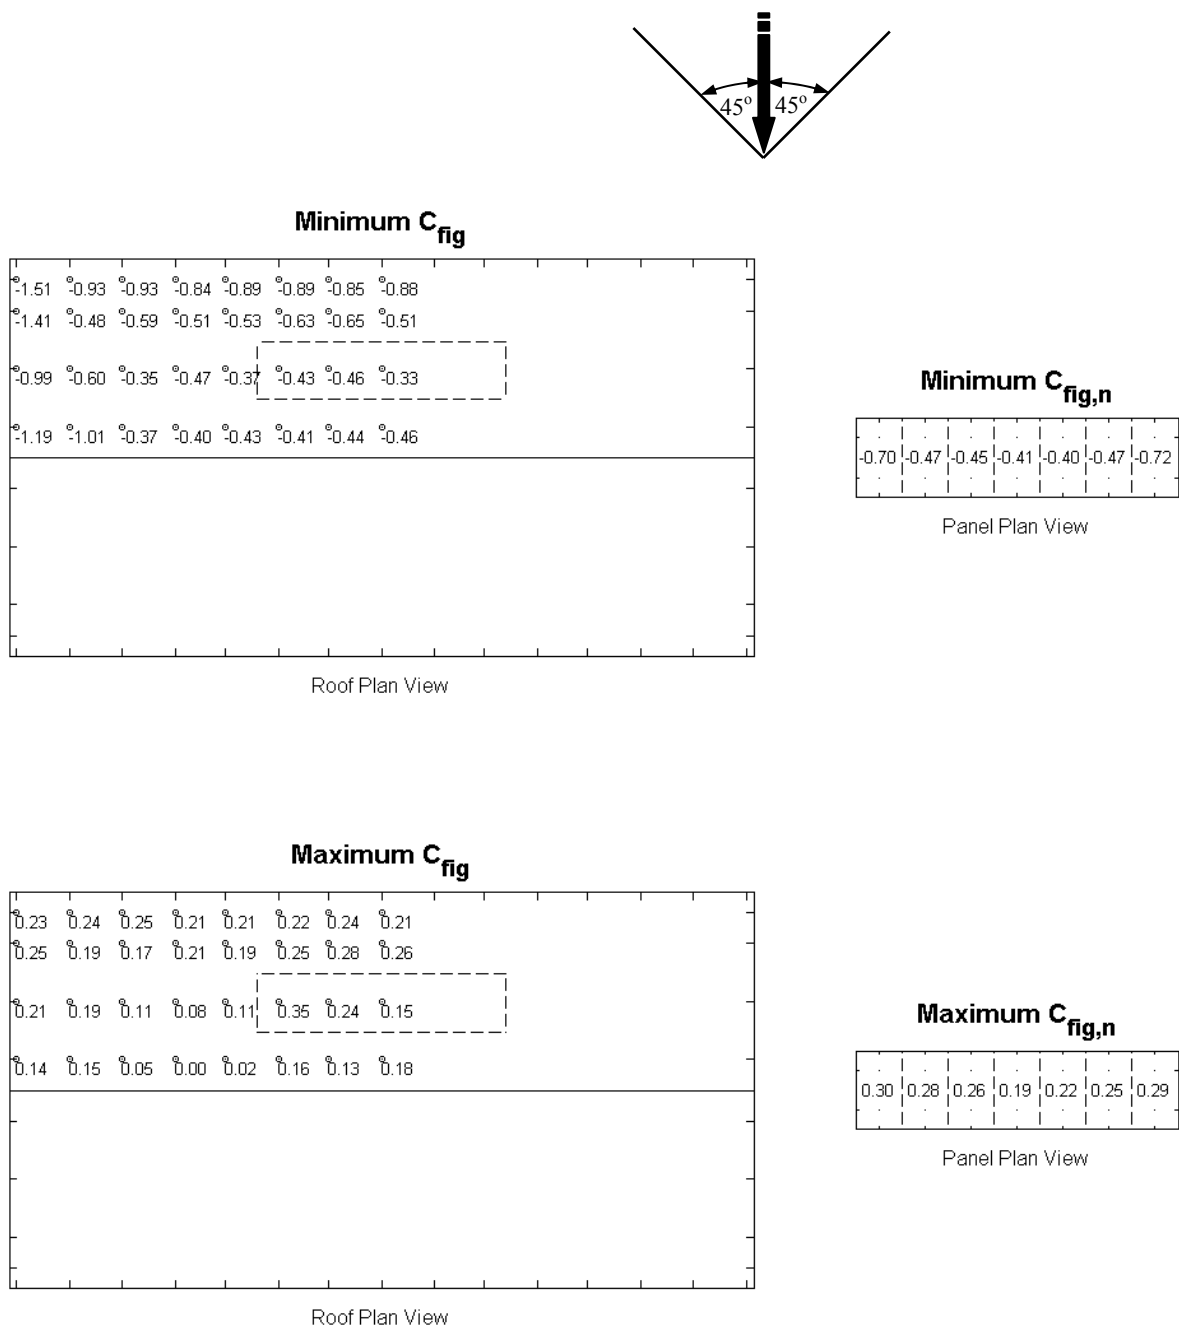 45° 45°
Minimum Cfig
-1.51 -0.93 -0.93 -0.84 -0.89 -0.89 -0.85 -0.88
-1.41 -0.48 -0.59 -0.51 -0.53 -0.63 -0.65 -0.51
-0.99 -0.60 -0.35 -0.47 -0.37 -0.43 -0.46 -0.33
-1.19 -1.01 -0.37 -0.40 -0.43 -0.41 -0.44 -0.46
Roof Plan View
Minimum Cfig,n
-0.70 -0.47 -0.45 -0.41 -0.40 -0.47 -0.72
Panel Plan View
Maximum Cfig
0.23 0.24 0.25 0.21 0.21 0.22 0.24 0.21
0.25 0.19 0.17 0.21 0.19 0.25 0.28 0.26
0.21 0.19 0.11 0.08 0.11 0.35 0.24 0.15
0.14 0.15 0.05 0.00 0.02 0.16 0.13 0.18
Roof Plan View
Maximum Cfig,n
0.30 0.28 0.26 0.19 0.22 0.25 0.29
Panel Plan View